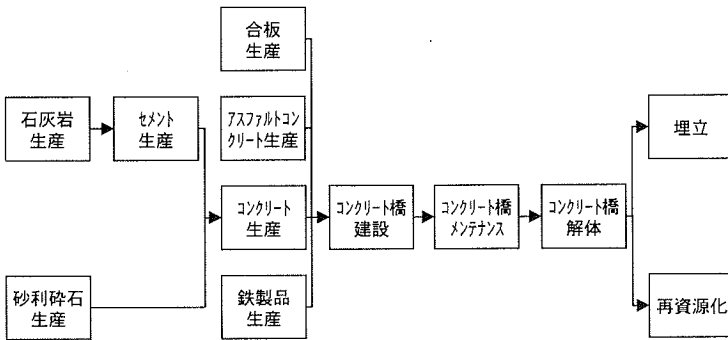 合板
生産
石灰岩
生産
セメント
生産
アスファルトコン
クリート生産
埋立
コンクリート
生産
コンクリート橋
建設
コンクリート橋
メンテナンス
コンクリート橋
解体
砂利砕石
生産
鉄製品
生産
再資源化